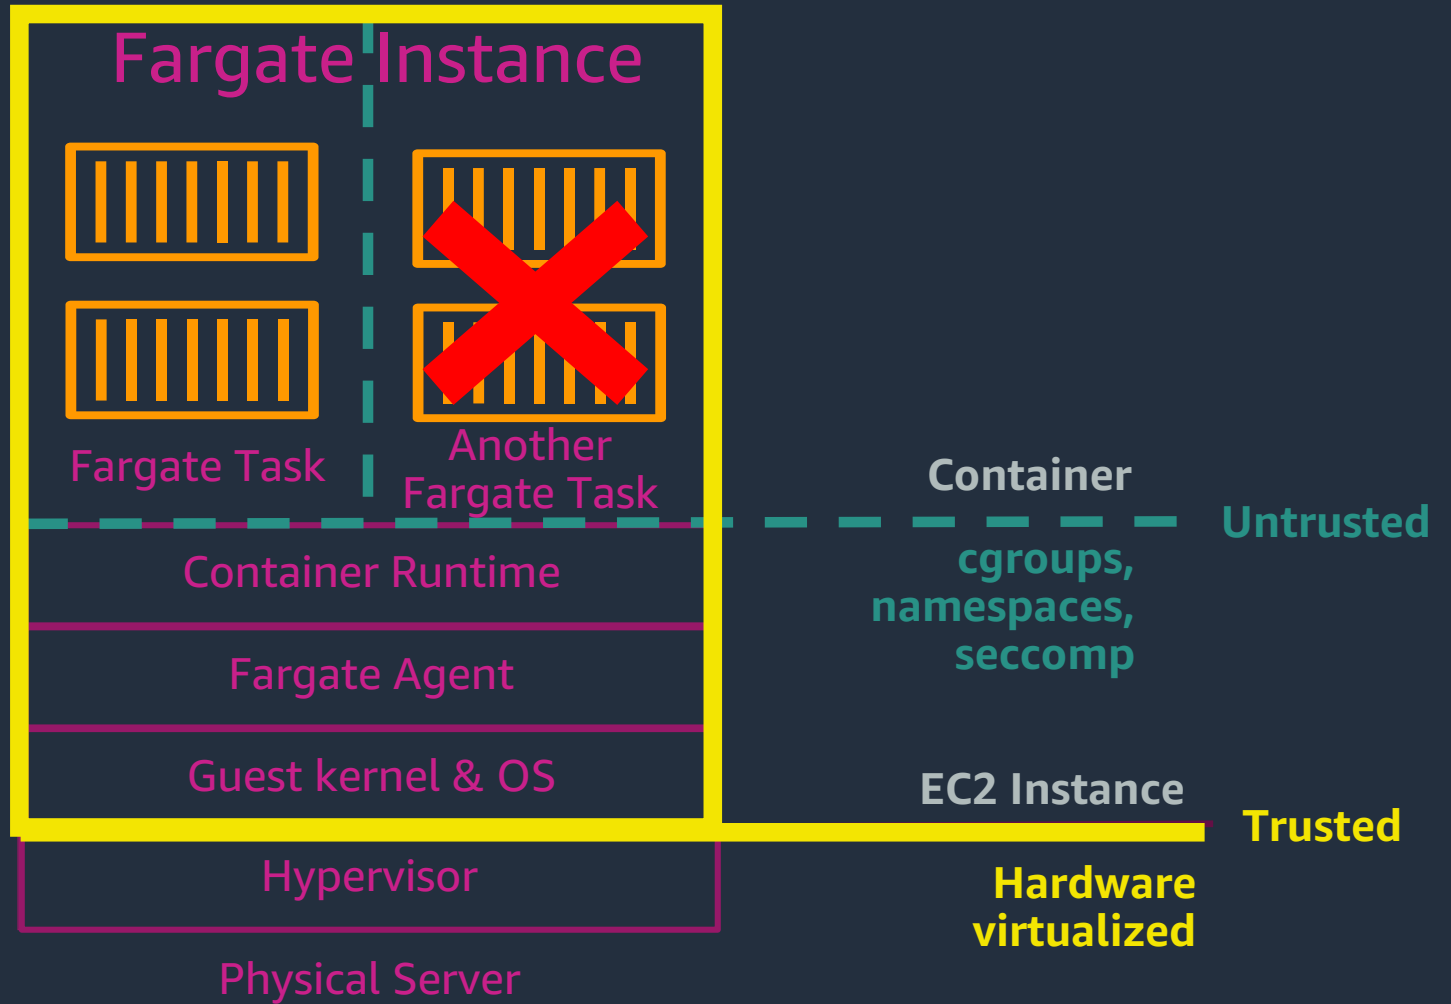 Fargate Instance
Fargate Task
Another
Fargate Task
Container
Untrusted
Container Runtime
cgroups,
namespaces,
seccomp
Fargate Agent
Guest kernel & OS
EC2 Instance
Trusted
Hypervisor
Hardware
virtualized
Physical Server